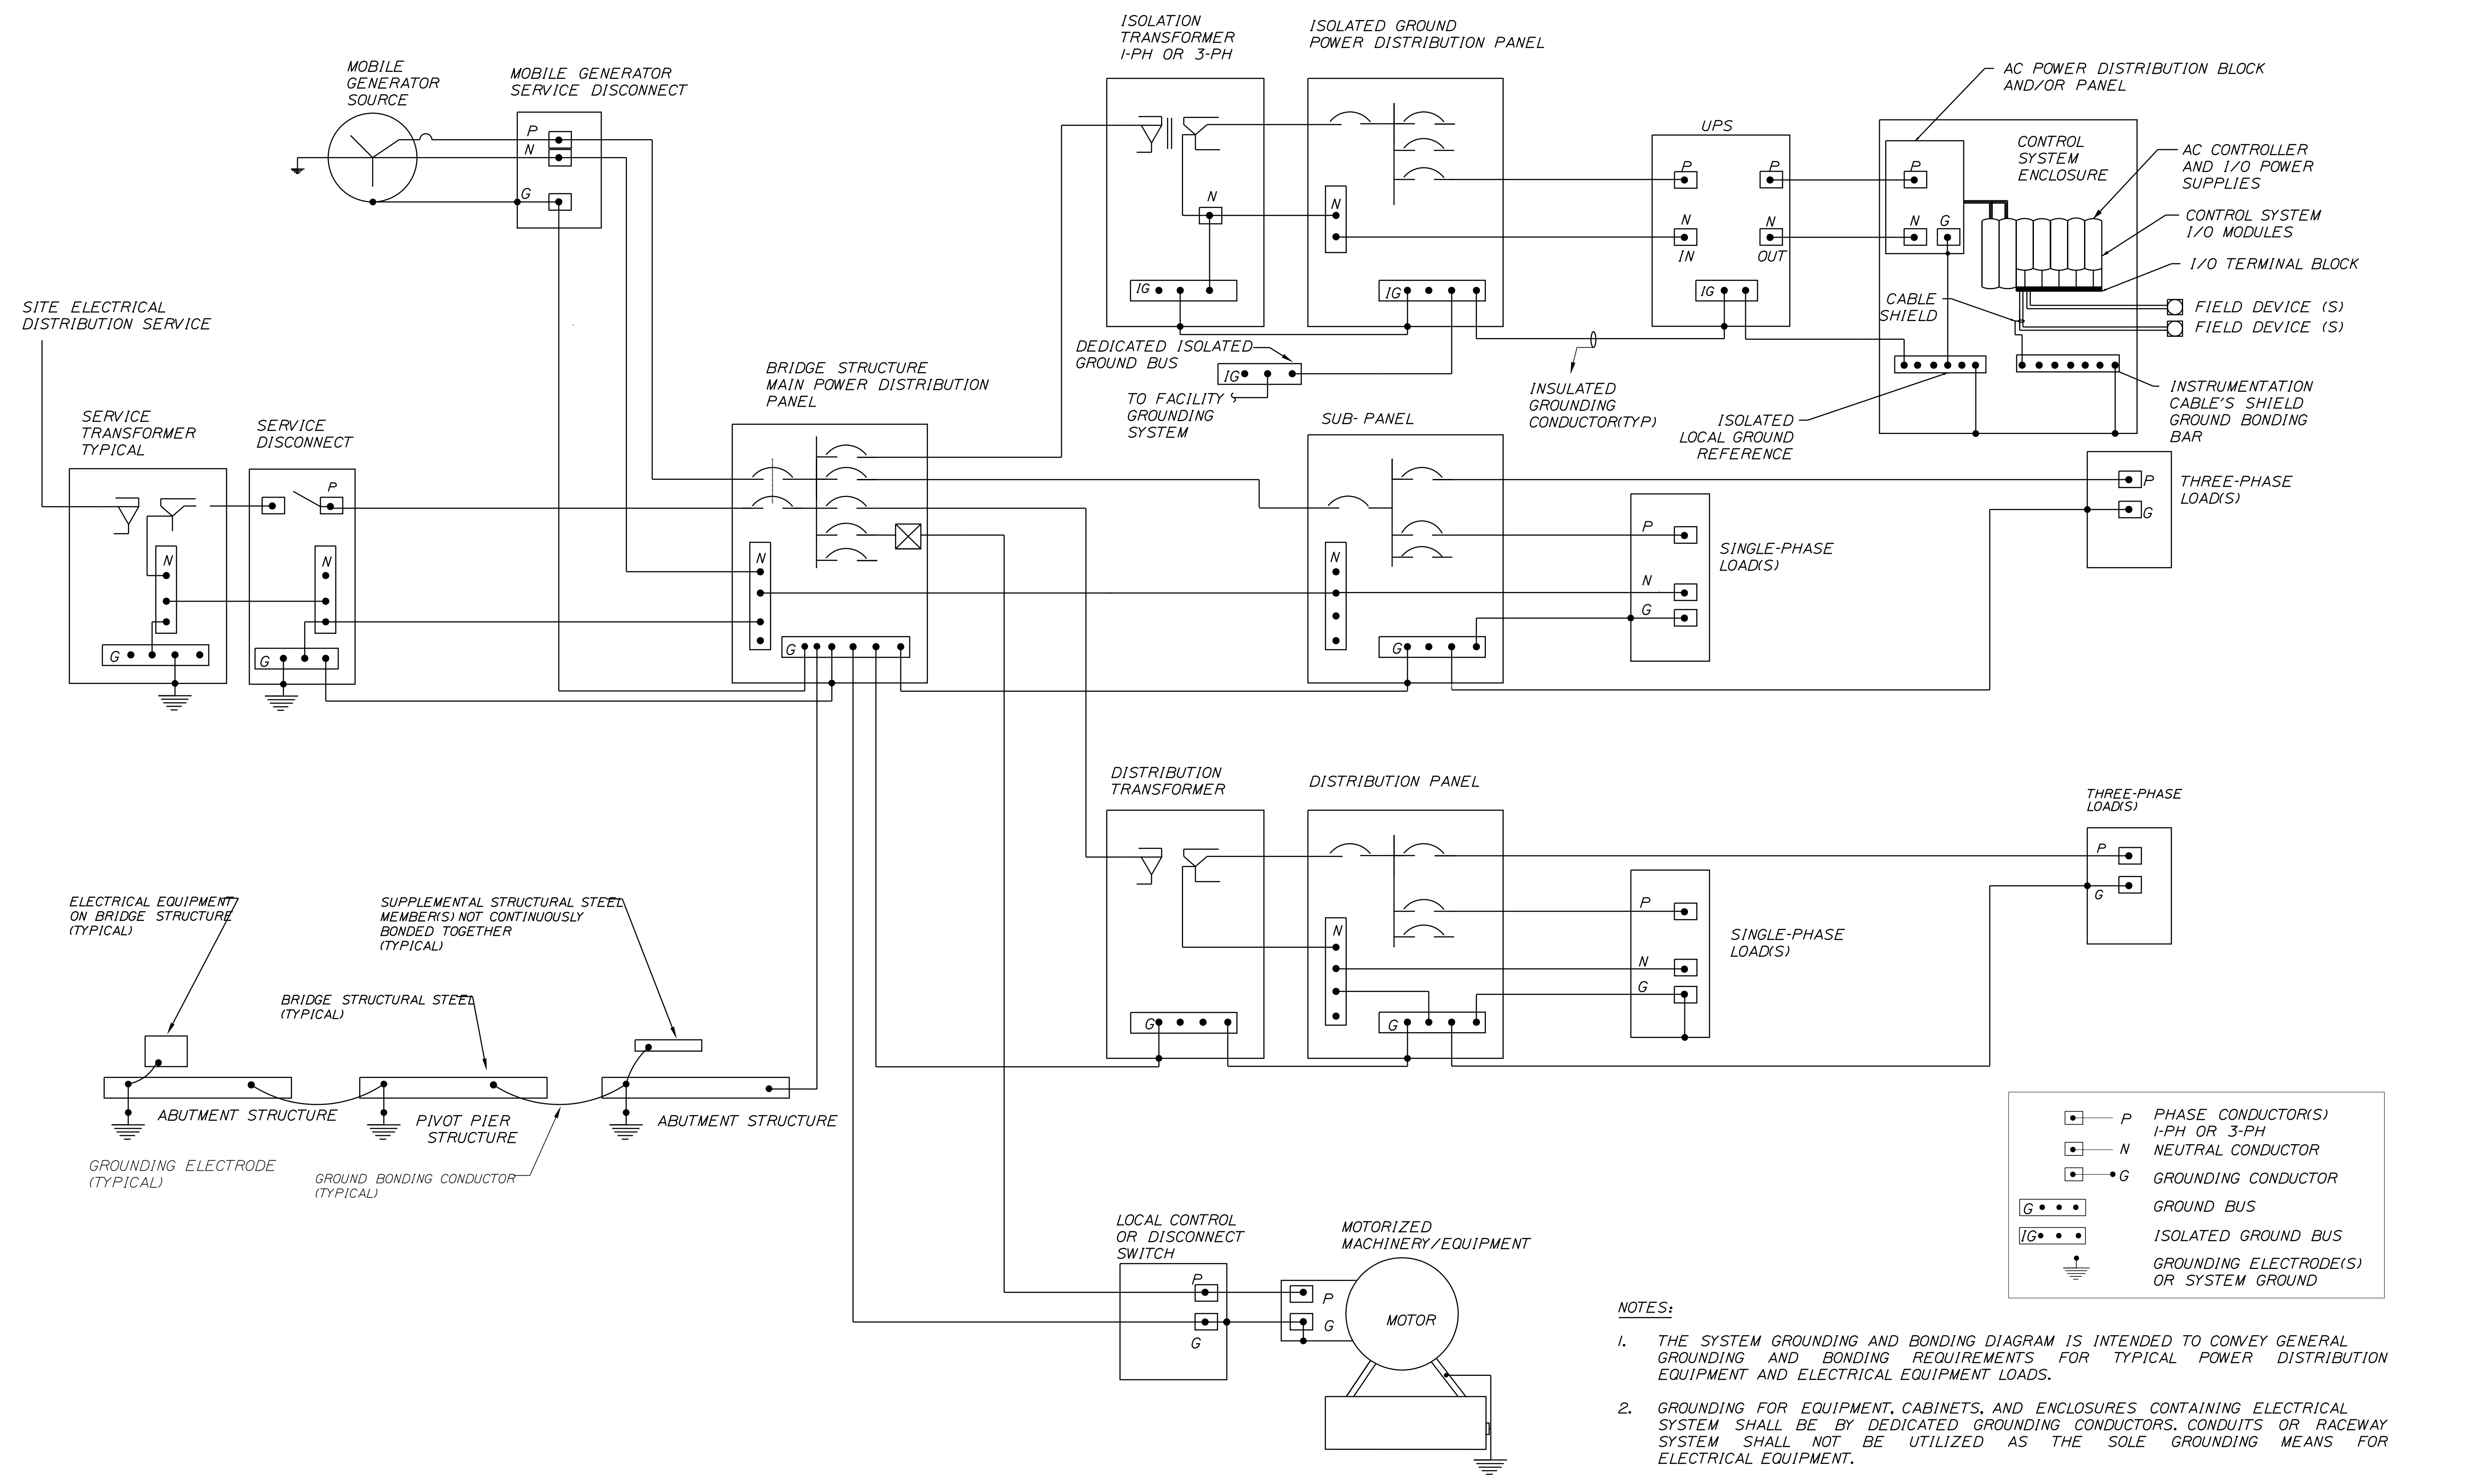 ISOLATION
TRANSFORMER
1-PH OR 3-PH
ISOLATED GROUND
POWER DISTRIBUTION PANEL
MOBILE
GENERATOR
SOURCE
MOBILE GENERATOR
SERVICE DISCONNECT
P
N
G
N
IG
N
IG
UPS
P
P
N
N
IN
OUT
IG
AC POWER DISTRIBUTION BLOCK
AND/OR PANEL
CONTROL
SYSTEM
ENCLOSURE
P
N
G
AC CONTROLLER
AND I/O POWER
SUPPLIES
CONTROL SYSTEM
I/O MODULES
I/O TERMINAL BLOCK
CABLE
SHIELD
FIELD DEVICE (S)
FIELD DEVICE (S)
INSTRUMENTATION
CABLE'S SHIELD
GROUND BONDING
BAR
ISOLATED
LOCAL GROUND
REFERENCE
INSULATED
GROUNDING
CONDUCTOR(TYP)
DEDICATED ISOLATED
GROUND BUS
IG
TO FACILITY
GROUNDING
SYSTEM
SITE ELECTRICAL
DISTRIBUTION SERVICE
SERVICE
TRANSFORMER
TYPICAL
N
G
SERVICE
DISCONNECT
P
N
G
BRIDGE STRUCTURE
MAIN POWER DISTRIBUTION
PANEL
N
G
SUB- PANEL
N
G
P
N
G
SINGLE-PHASE
LOAD(S)
P
G
THREE-PHASE
LOAD(S)
DISTRIBUTION
TRANSFORMER
G
DISTRIBUTION PANEL
N
G
P
N
G
SINGLE-PHASE
LOAD(S)
THREE-PHASE
LOAD(S)
P
G
ELECTRICAL EQUIPMENT
ON BRIDGE STRUCTURE
(TYPICAL)
SUPPLEMENTAL STRUCTURAL STEEL
MEMBER(S) NOT CONTINUOUSLY
BONDED TOGETHER
(TYPICAL)
BRIDGE STRUCTURAL STEEL
(TYPICAL)
ABUTMENT STRUCTURE
PIVOT PIER
STRUCTURE
ABUTMENT STRUCTURE
GROUNDING ELECTRODE
(TYPICAL)
GROUND BONDING CONDUCTOR
(TYPICAL)
LOCAL CONTROL
OR DISCONNECT
SWITCH
P
G
MOTORIZED
MACHINERY/EQUIPMENT
P
G
MOTOR
P PHASE CONDUCTOR(S)
1-PH OR 3-PH
N NEUTRAL CONDUCTOR
G GROUNDING CONDUCTOR
G GROUND BUS
IG ISOLATED GROUND BUS
GROUNDING ELECTRODE(S)
OR SYSTEM GROUND
NOTES:
1. THE SYSTEM GROUNDING AND BONDING DIAGRAM IS INTENDED TO CONVEY GENERAL
GROUNDING AND BONDING REQUIREMENTS FOR TYPICAL POWER DISTRIBUTION
EQUIPMENT AND ELECTRICAL EQUIPMENT LOADS.
2. GROUNDING FOR EQUIPMENT, CABINETS, AND ENCLOSURES CONTAINING ELECTRICAL
SYSTEM SHALL BE BY DEDICATED GROUNDING CONDUCTORS. CONDUITS OR RACEWAY
SYSTEM SHALL NOT BE UTILIZED AS THE SOLE GROUNDING MEANS FOR
ELECTRICAL EQUIPMENT.